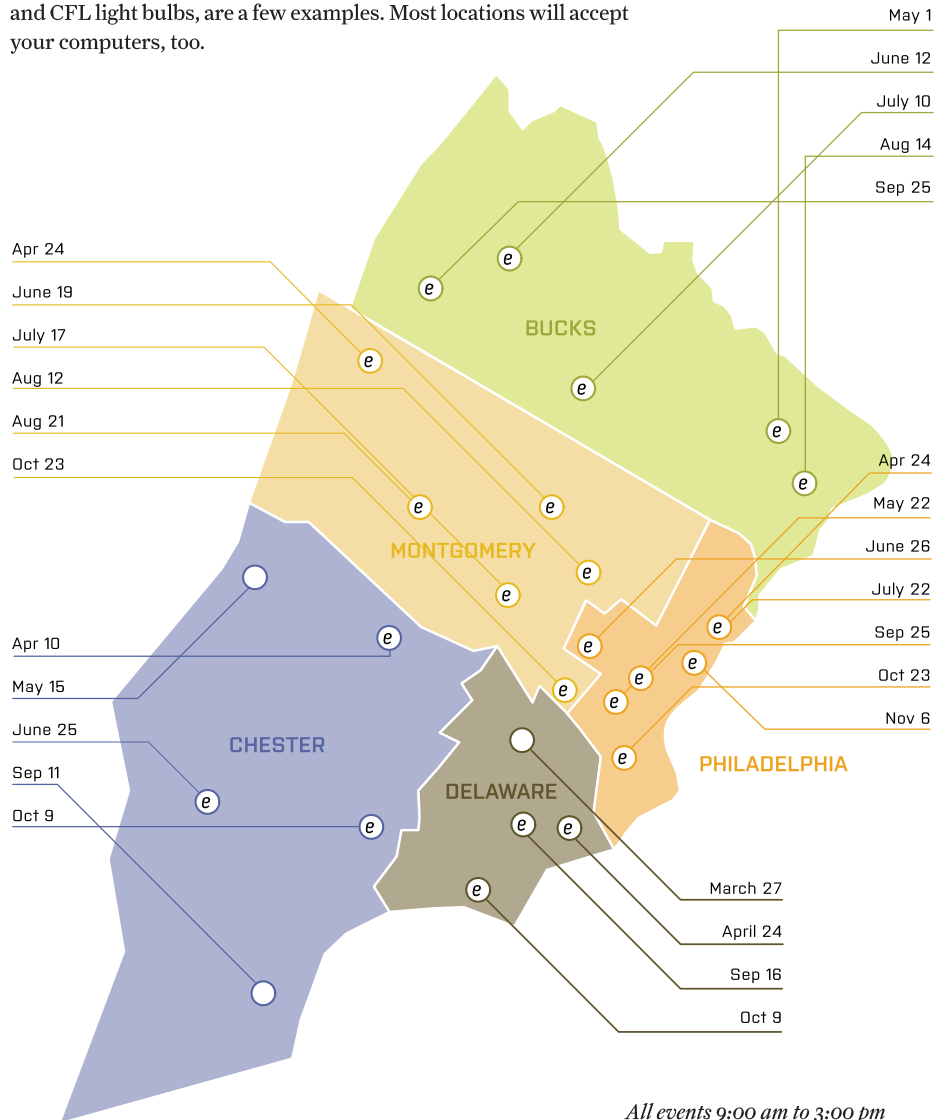 and CFL light bulbs, are a few examples. Most locations will accept
your computers, too.
May 1
June 12
July 10
Aug 14
Sep 25
e
e
BUCKS
e
e
e
Apr 24
June 19
July 17
Aug 12
Aug 21
Oct 23
e
e
e
MONTGOMERY
e
e
e
Apr 24
May 22
June 26
July 22
Sep 25
Oct 23
Nov 6
e
e
e
e
e
e
PHILADELPHIA
Apr 10
May 15
June 25
Sep 11
Oct 9
e
CHESTER
e
e
DELAWARE
e
e
e
March 27
April 24
Sep 16
Oct 9
All events 9:00 am to 3:00 pm